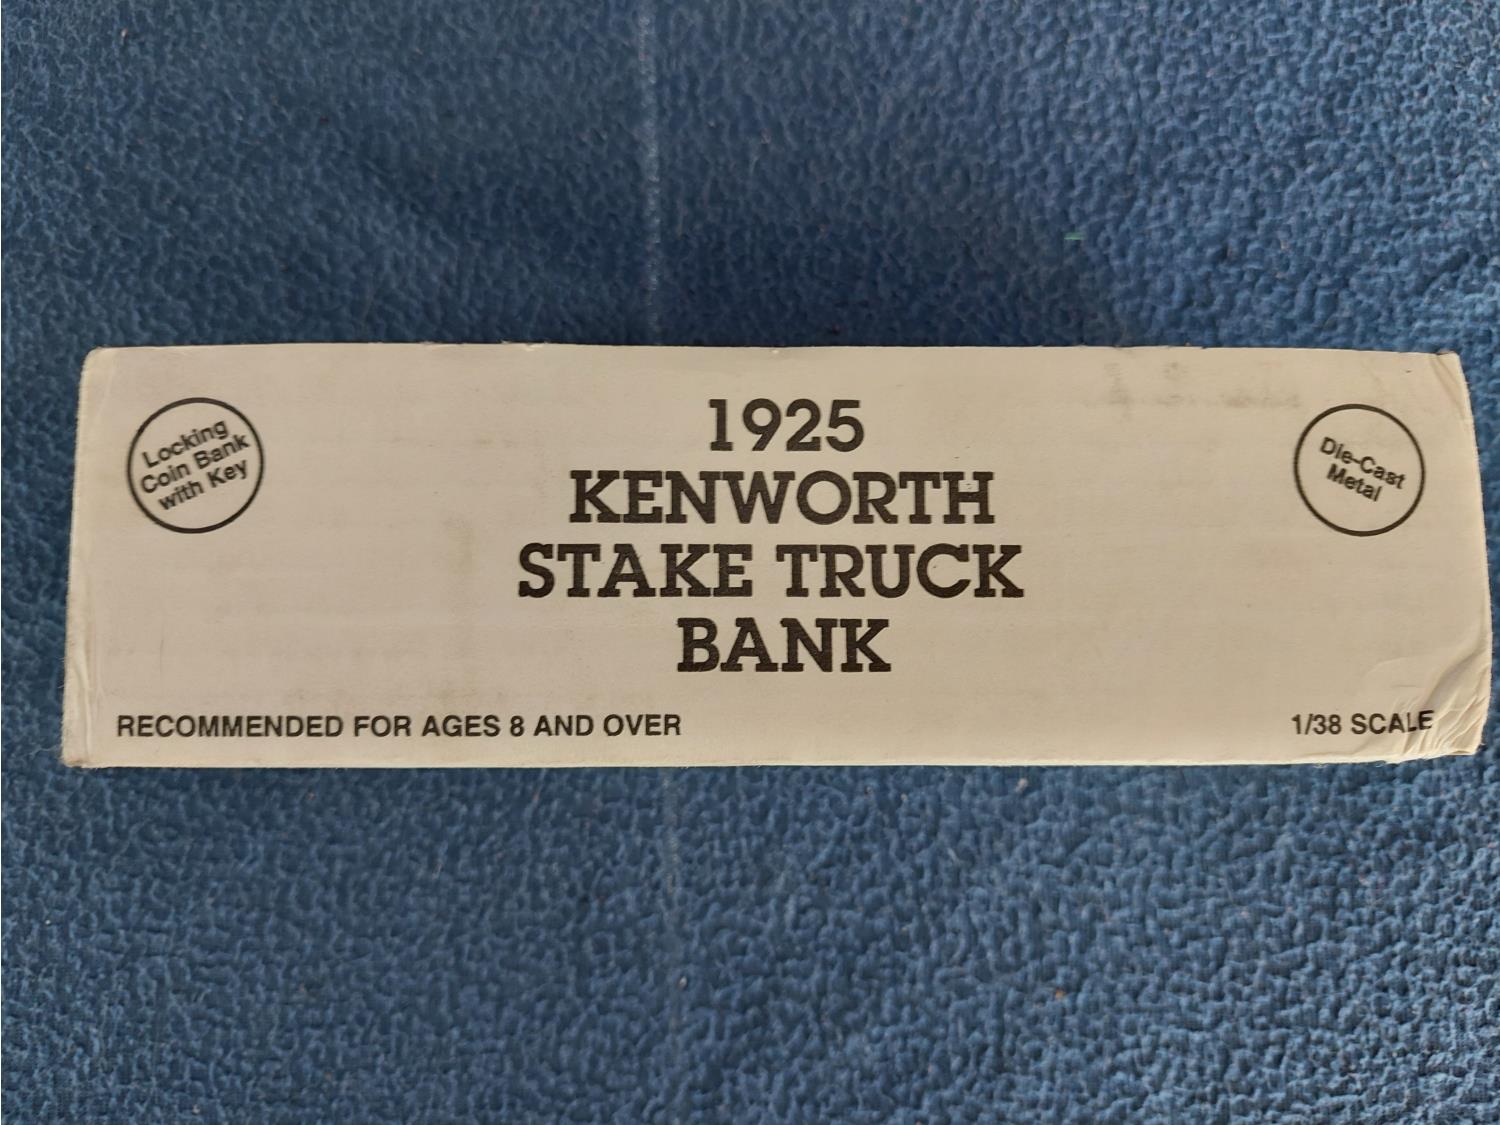 Locking
Coin Bank
with Key
1925
KENWORTH
STAKE TRUCK
BANK
Die-Cast
Metal
RECOMMENDED FOR AGES 8 AND OVER
1/38 SCALE